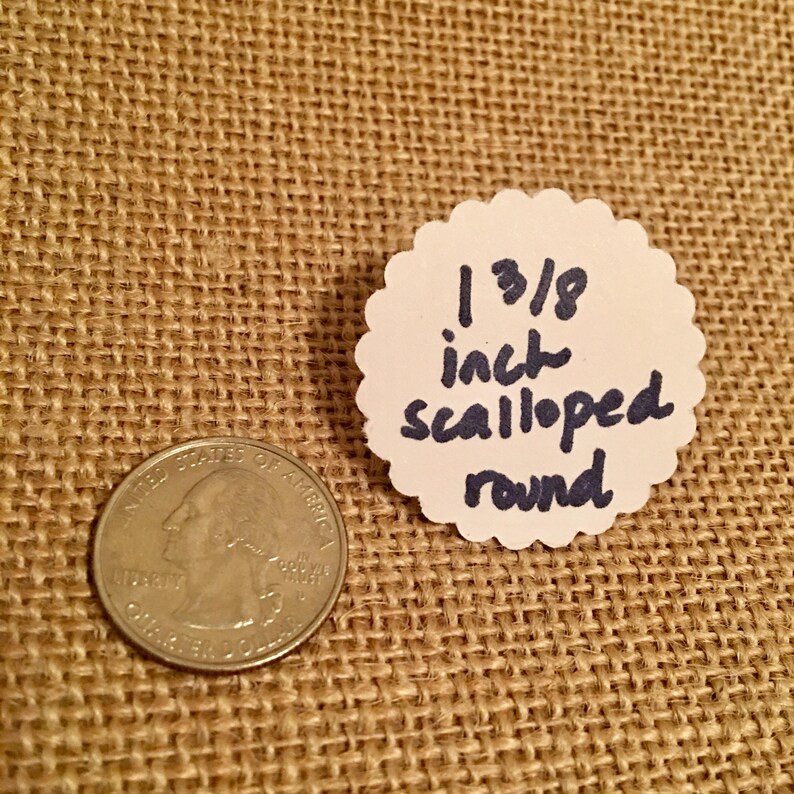 1 3/8
inch
scalloped
round
UNITED STATES OF AMERICA
LIBERTY
IN
GOD WE
TRUST
QUARTER DOLLAR